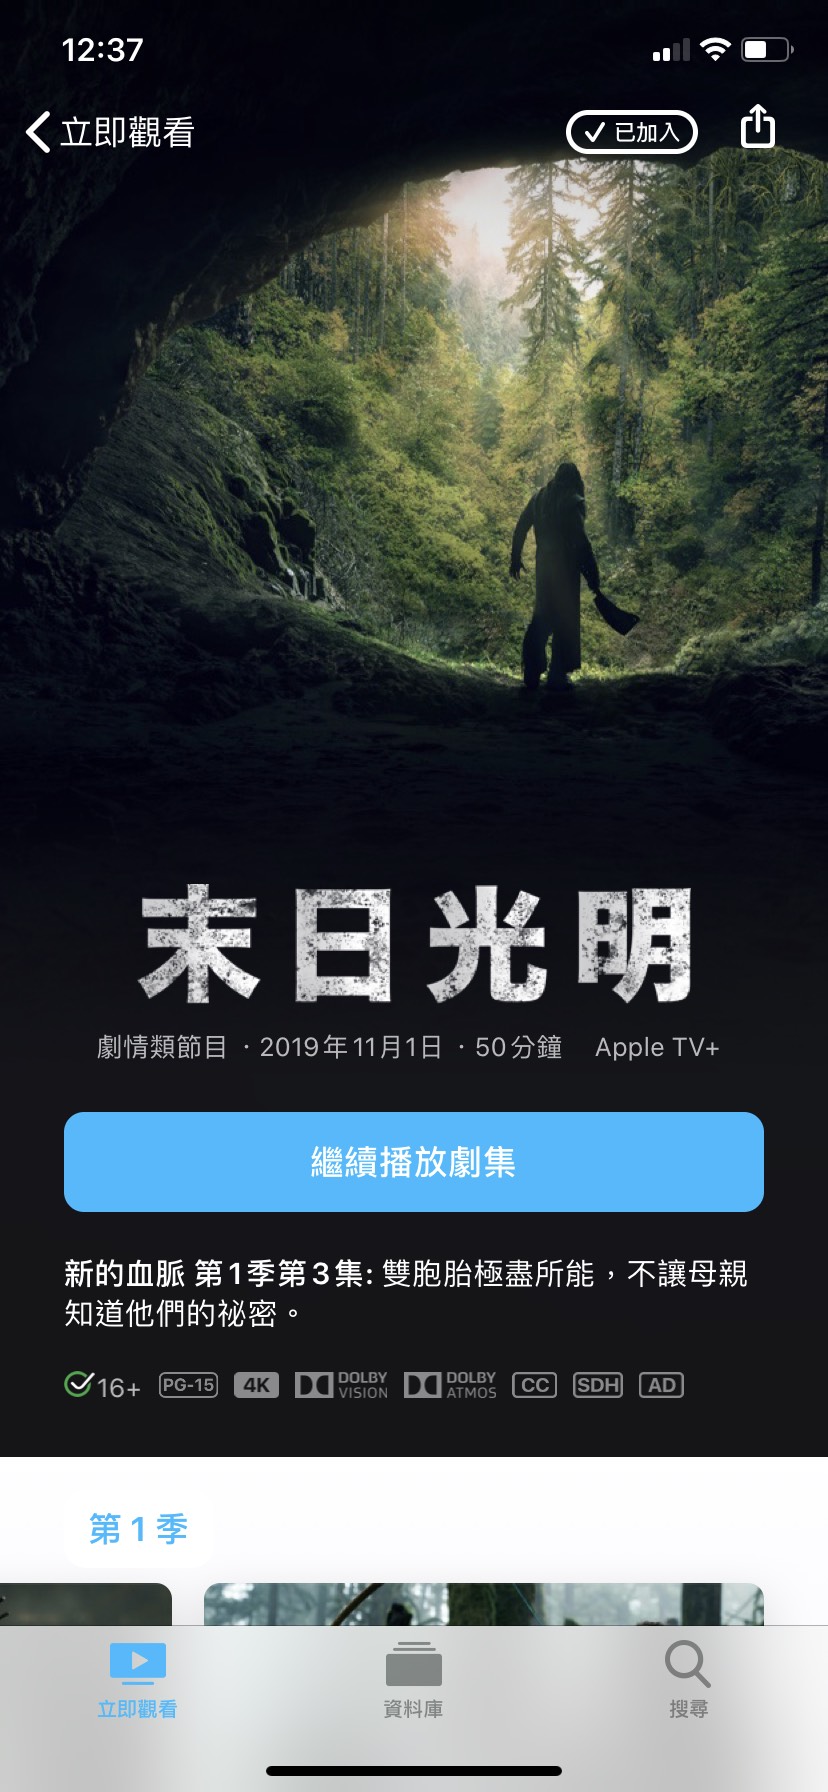 12:37
立即觀看
已加入
末日光明
劇情類節目 · 2019年11月1日 · 50分鐘 Apple TV+
繼續播放劇集
新的血脈 第1季第3集: 雙胞胎極盡所能，不讓母親
知道他們的祕密。
16+ PG-15 4K DOLBY VISION DOLBY ATMOS CC SDH AD
第 1 季
立即觀看 資料庫 搜尋